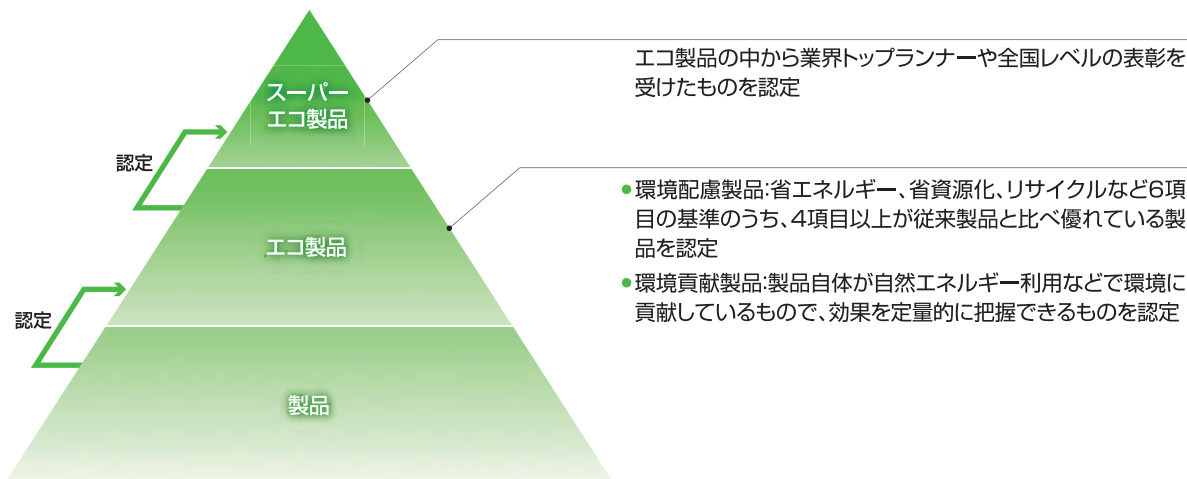 スーパー
エコ製品
エコ製品の中から業界トップランナーや全国レベルの表彰を
受けたものを認定
認定
エコ製品
●環境配慮製品:省エネルギー、省資源化、リサイクルなど6項
目の基準のうち、4項目以上が従来製品と比べ優れている製
品を認定
●環境貢献製品:製品自体が自然エネルギー利用などで環境に
貢献しているもので、効果を定量的に把握できるものを認定
認定
製品